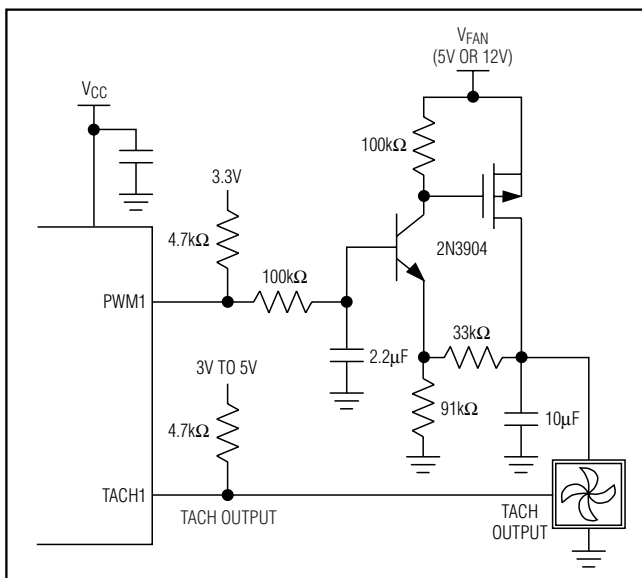 VFAN
(5V OR 12V)
VCC
100kΩ
3.3V
4.7kΩ
2N3904
100kΩ
PWM1
33kΩ
2.2µF
3V TO 5V
91kΩ
10µF
4.7kΩ
TACH1
TACH OUTPUT
TACH
OUTPUT